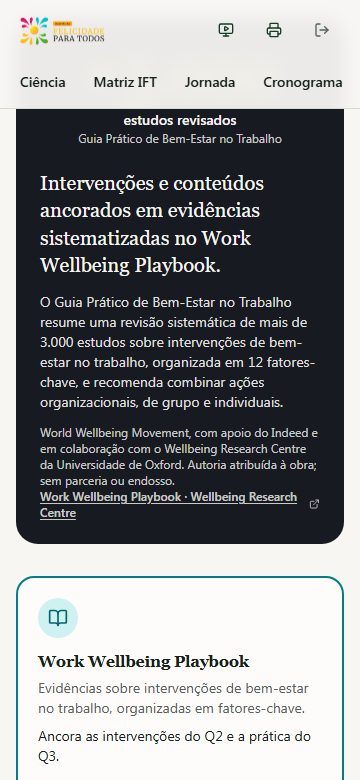 FELICIDADE
PARA TODOS
Ciência
Matriz IFT
Jornada
Cronograma
estudos revisados
Guia Prático de Bem-Estar no Trabalho
Intervenções e conteúdos
ancorados em evidências
sistematizadas no Work
Wellbeing Playbook.
O Guia Prático de Bem-Estar no Trabalho
resume uma revisão sistemática de mais de
3.000 estudos sobre intervenções de bem-
estar no trabalho, organizada em 12 fatores-
chave, e recomenda combinar ações
organizacionais, de grupo e individuais.
World Wellbeing Movement, com apoio do Indeed e
em colaboração com o Wellbeing Research Centre
da Universidade de Oxford. Autoria atribuída à obra;
sem parceria ou endosso.
Work Wellbeing Playbook · Wellbeing Research
Centre
Work Wellbeing Playbook
Evidências sobre intervenções de bem-estar
no trabalho, organizadas em fatores-chave.
Ancora as intervenções do Q2 e a prática do
Q3.